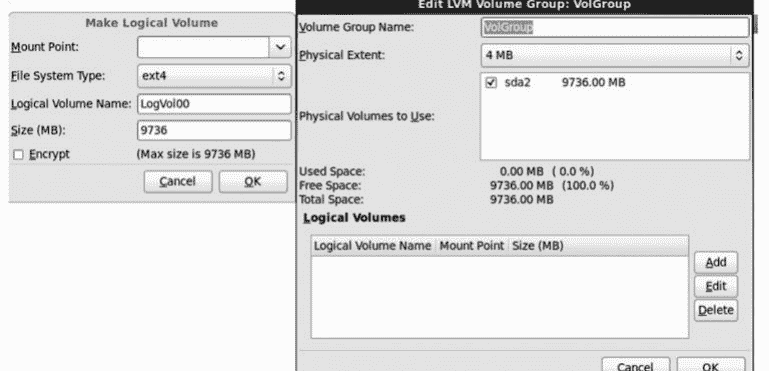 Make Logical Volume
Mount Point:
File System Type: ext4
Logical Volume Name: LogVol00
Size (MB): 9736
Encrypt (Max size is 9736 MB)
Cancel OK
Edit LVM Volume Group: VolGroup
Volume Group Name: VolGroup
Physical Extent: 4 MB
sda2 9736.00 MB
Physical Volumes to Use:
Used Space: 0.00 MB ( 0.0 %)
Free Space: 9736.00 MB (100.0 %)
Total Space: 9736.00 MB
Logical Volumes
Logical Volume Name Mount Point Size (MB)
Add
Edit
Delete
Cancel OK